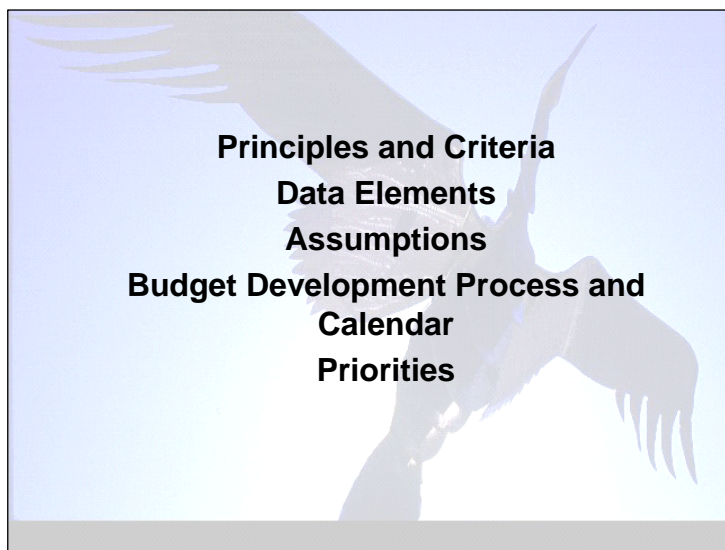 Principles and Criteria
Data Elements
Assumptions
Budget Development Process and
Calendar
Priorities